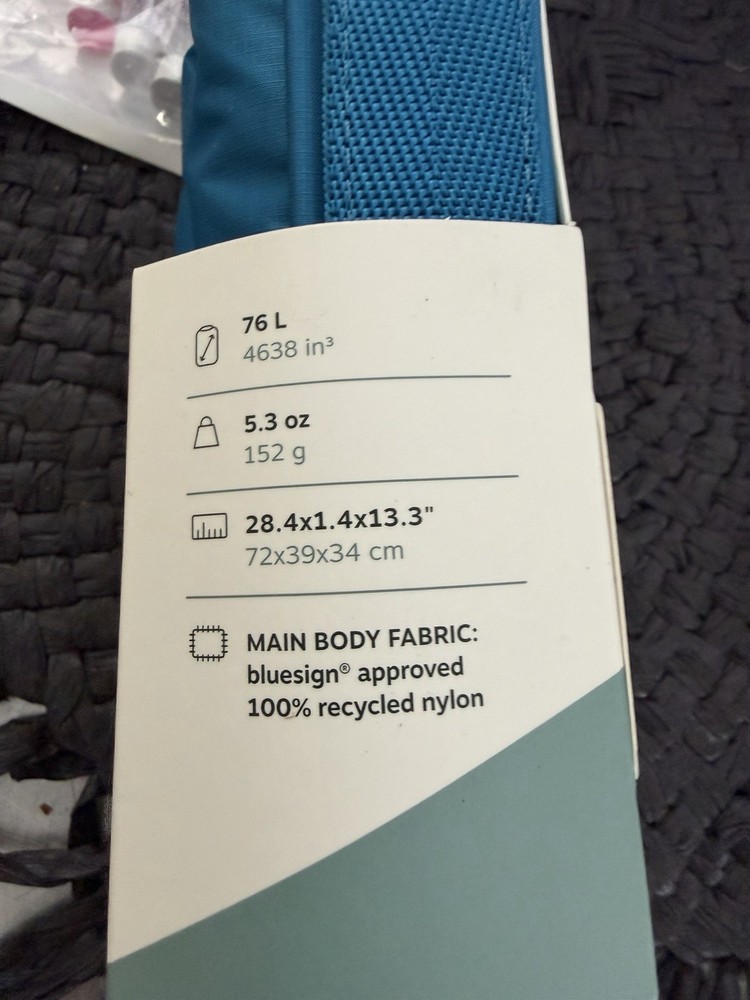 76 L
4638 in³
5.3 oz
152 g
28.4x1.4x13.3"
72x39x34 cm
MAIN BODY FABRIC:
bluesign® approved
100% recycled nylon